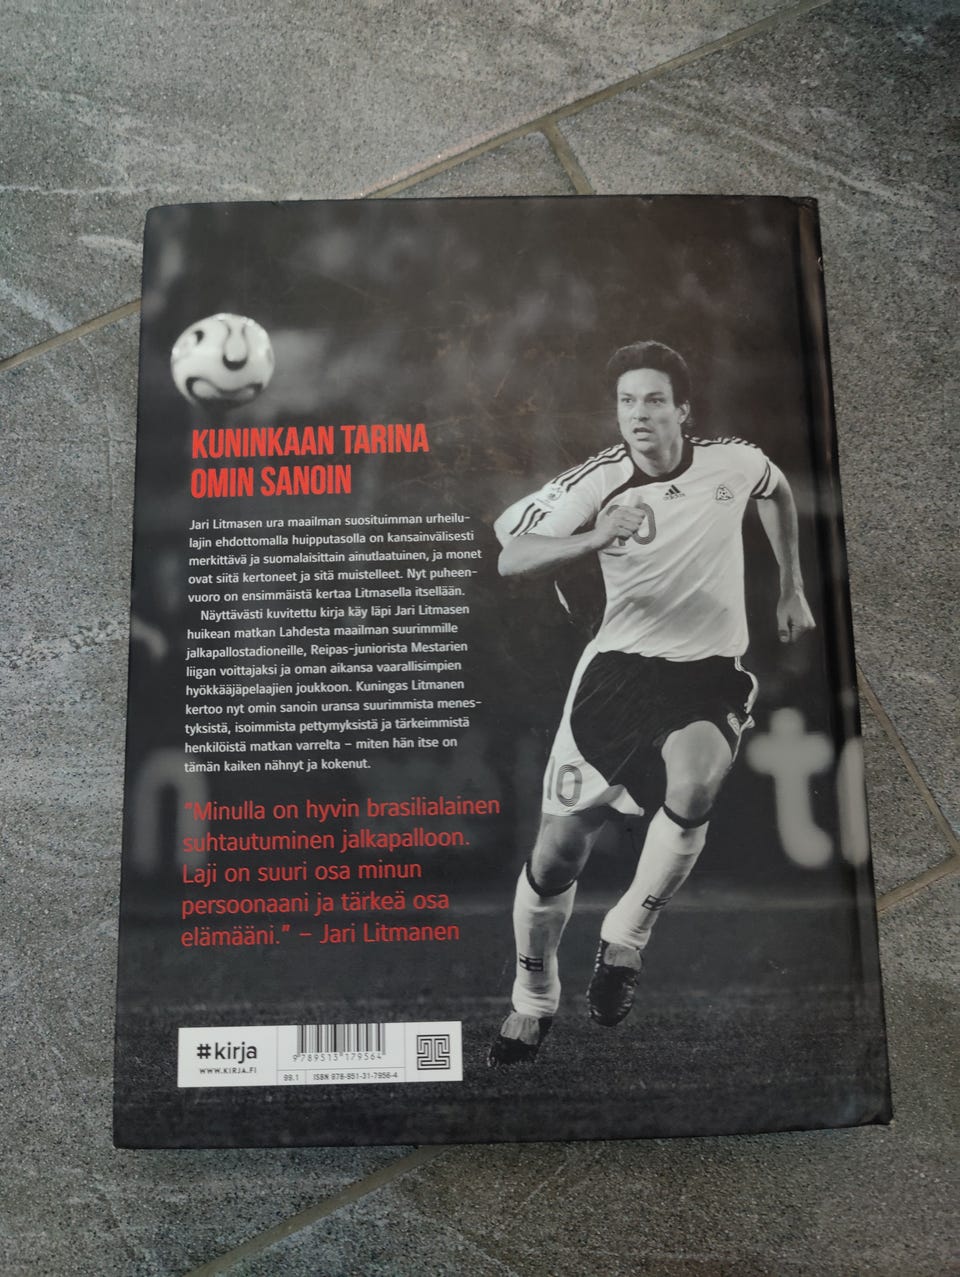 KUNINKAAN TARINA
OMIN SANOIN
Jari Litmasen ura maailman suosituimman urheilu-
lajin ehdottomalla huipputasolla on kansainvälisesti
merkittävä ja suomalaisittain ainutlaatuinen, ja monet
ovat siitä kertoneet ja sitä muistelleet. Nyt puheen-
vuoro on ensimmäistä kertaa Litmasella itsellään.
Näyttävästi kuvitettu kirja käy läpi Jari Litmasen
huikean matkan Lahdesta maailman suurimmille
jalkapallostadioneille, Reipas-juniorista Mestarien
liigan voittajaksi ja oman aikansa vaarallisimpien
hyökkääjäpelaajien joukkoon. Kuningas Litmanen
kertoo nyt omin sanoin uransa suurimmista menes-
tyksistä, isoimmista pettymyksistä ja tärkeimmistä
henkilöistä matkan varrelta – miten hän itse on
tämän kaiken nähnyt ja kokenut.
"Minulla on hyvin brasilialainen
suhtautuminen jalkapalloon.
Laji on suuri osa minun
persoonaani ja tärkeä osa
elämääni." – Jari Litmanen
adidas
10
10
#kirja
WWW.KIRJA.FI
9789513179564
99.1
ISBN 978-951-31-7956-4